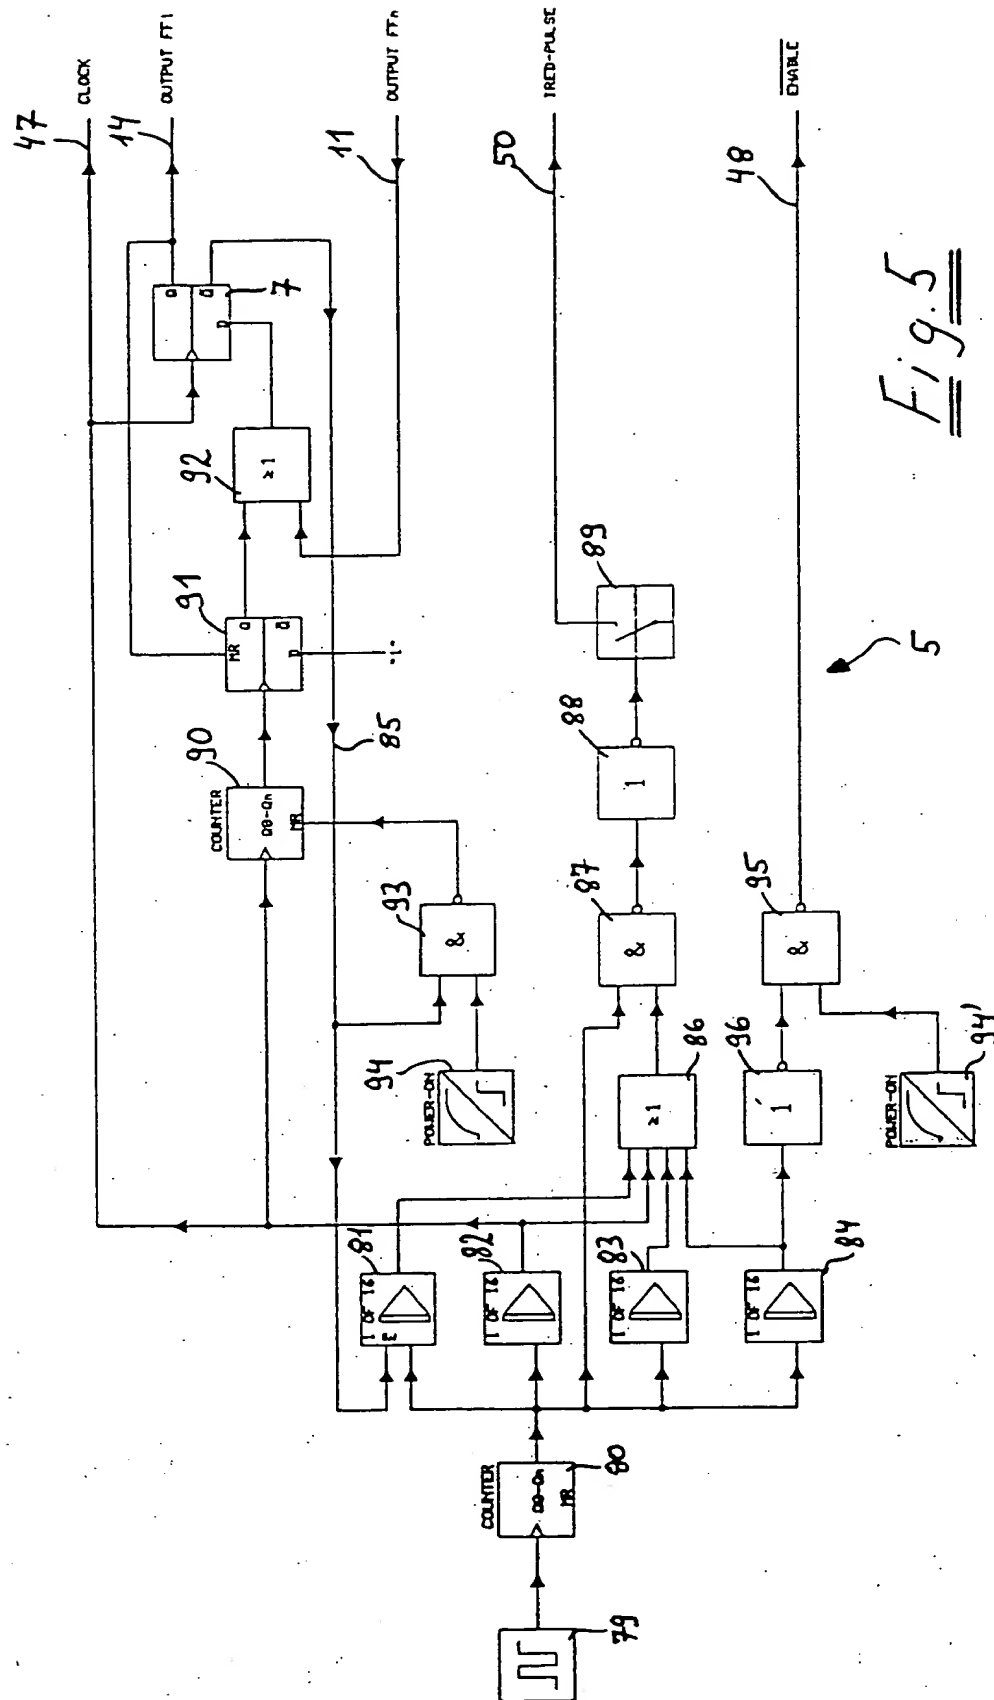 47
CLOCK
14
OUTPUT FF1
11
OUTPUT FFn
50
IRED-PULSE
48
ENABLE
Q
Q̅
D
7
92
≥1
91
MR
Q
Q̅
D
"1"
90
COUNTER
Q0-Qn
MR
85
93
&
94
POWER-ON
89
88
1
87
&
86
≥1
95
&
96
1
94'
POWER-ON
81
1 OF 16
E
82
1 OF 16
83
1 OF 16
84
1 OF 16
COUNTER
Q0-Qn
MR
80
79
5
Fig. 5